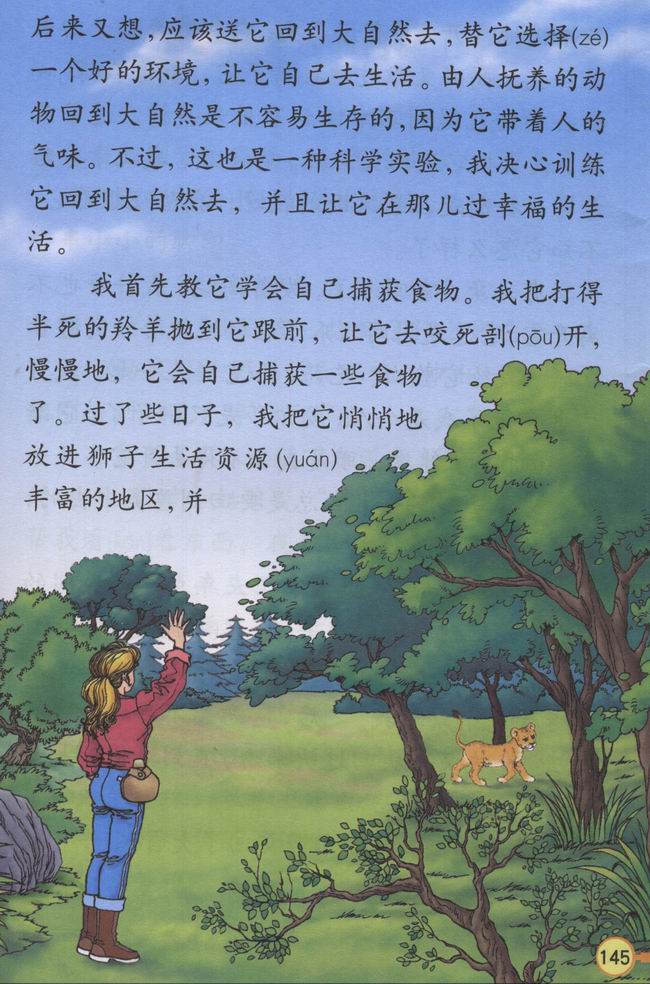 后来又想，应该送它回到大自然去，替它选择(zé)
一个好的环境，让它自己去生活。由人抚养的动
物回到大自然是不容易生存的，因为它带着人的
气味。不过，这也是一种科学实验，我决心训练
它回到大自然去，并且让它在那儿过幸福的生
活。
我首先教它学会自己捕获食物。我把打得
半死的羚羊抛到它跟前，让它去咬死剖(pōu)开，
慢慢地，它会自己捕获一些食物
了。过了些日子，我把它悄悄地
放进狮子生活资源(yuán)
丰富的地区，并
145